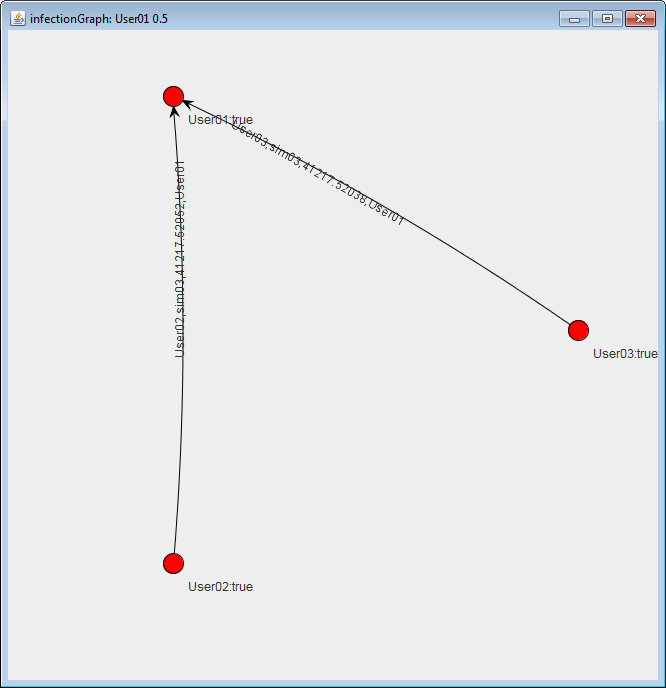 infectionGraph: User01 0.5
User01:true
User03,sim03,41217.52038,User01
User02,sim03,41217.52052,User01
User03:true
User02:true